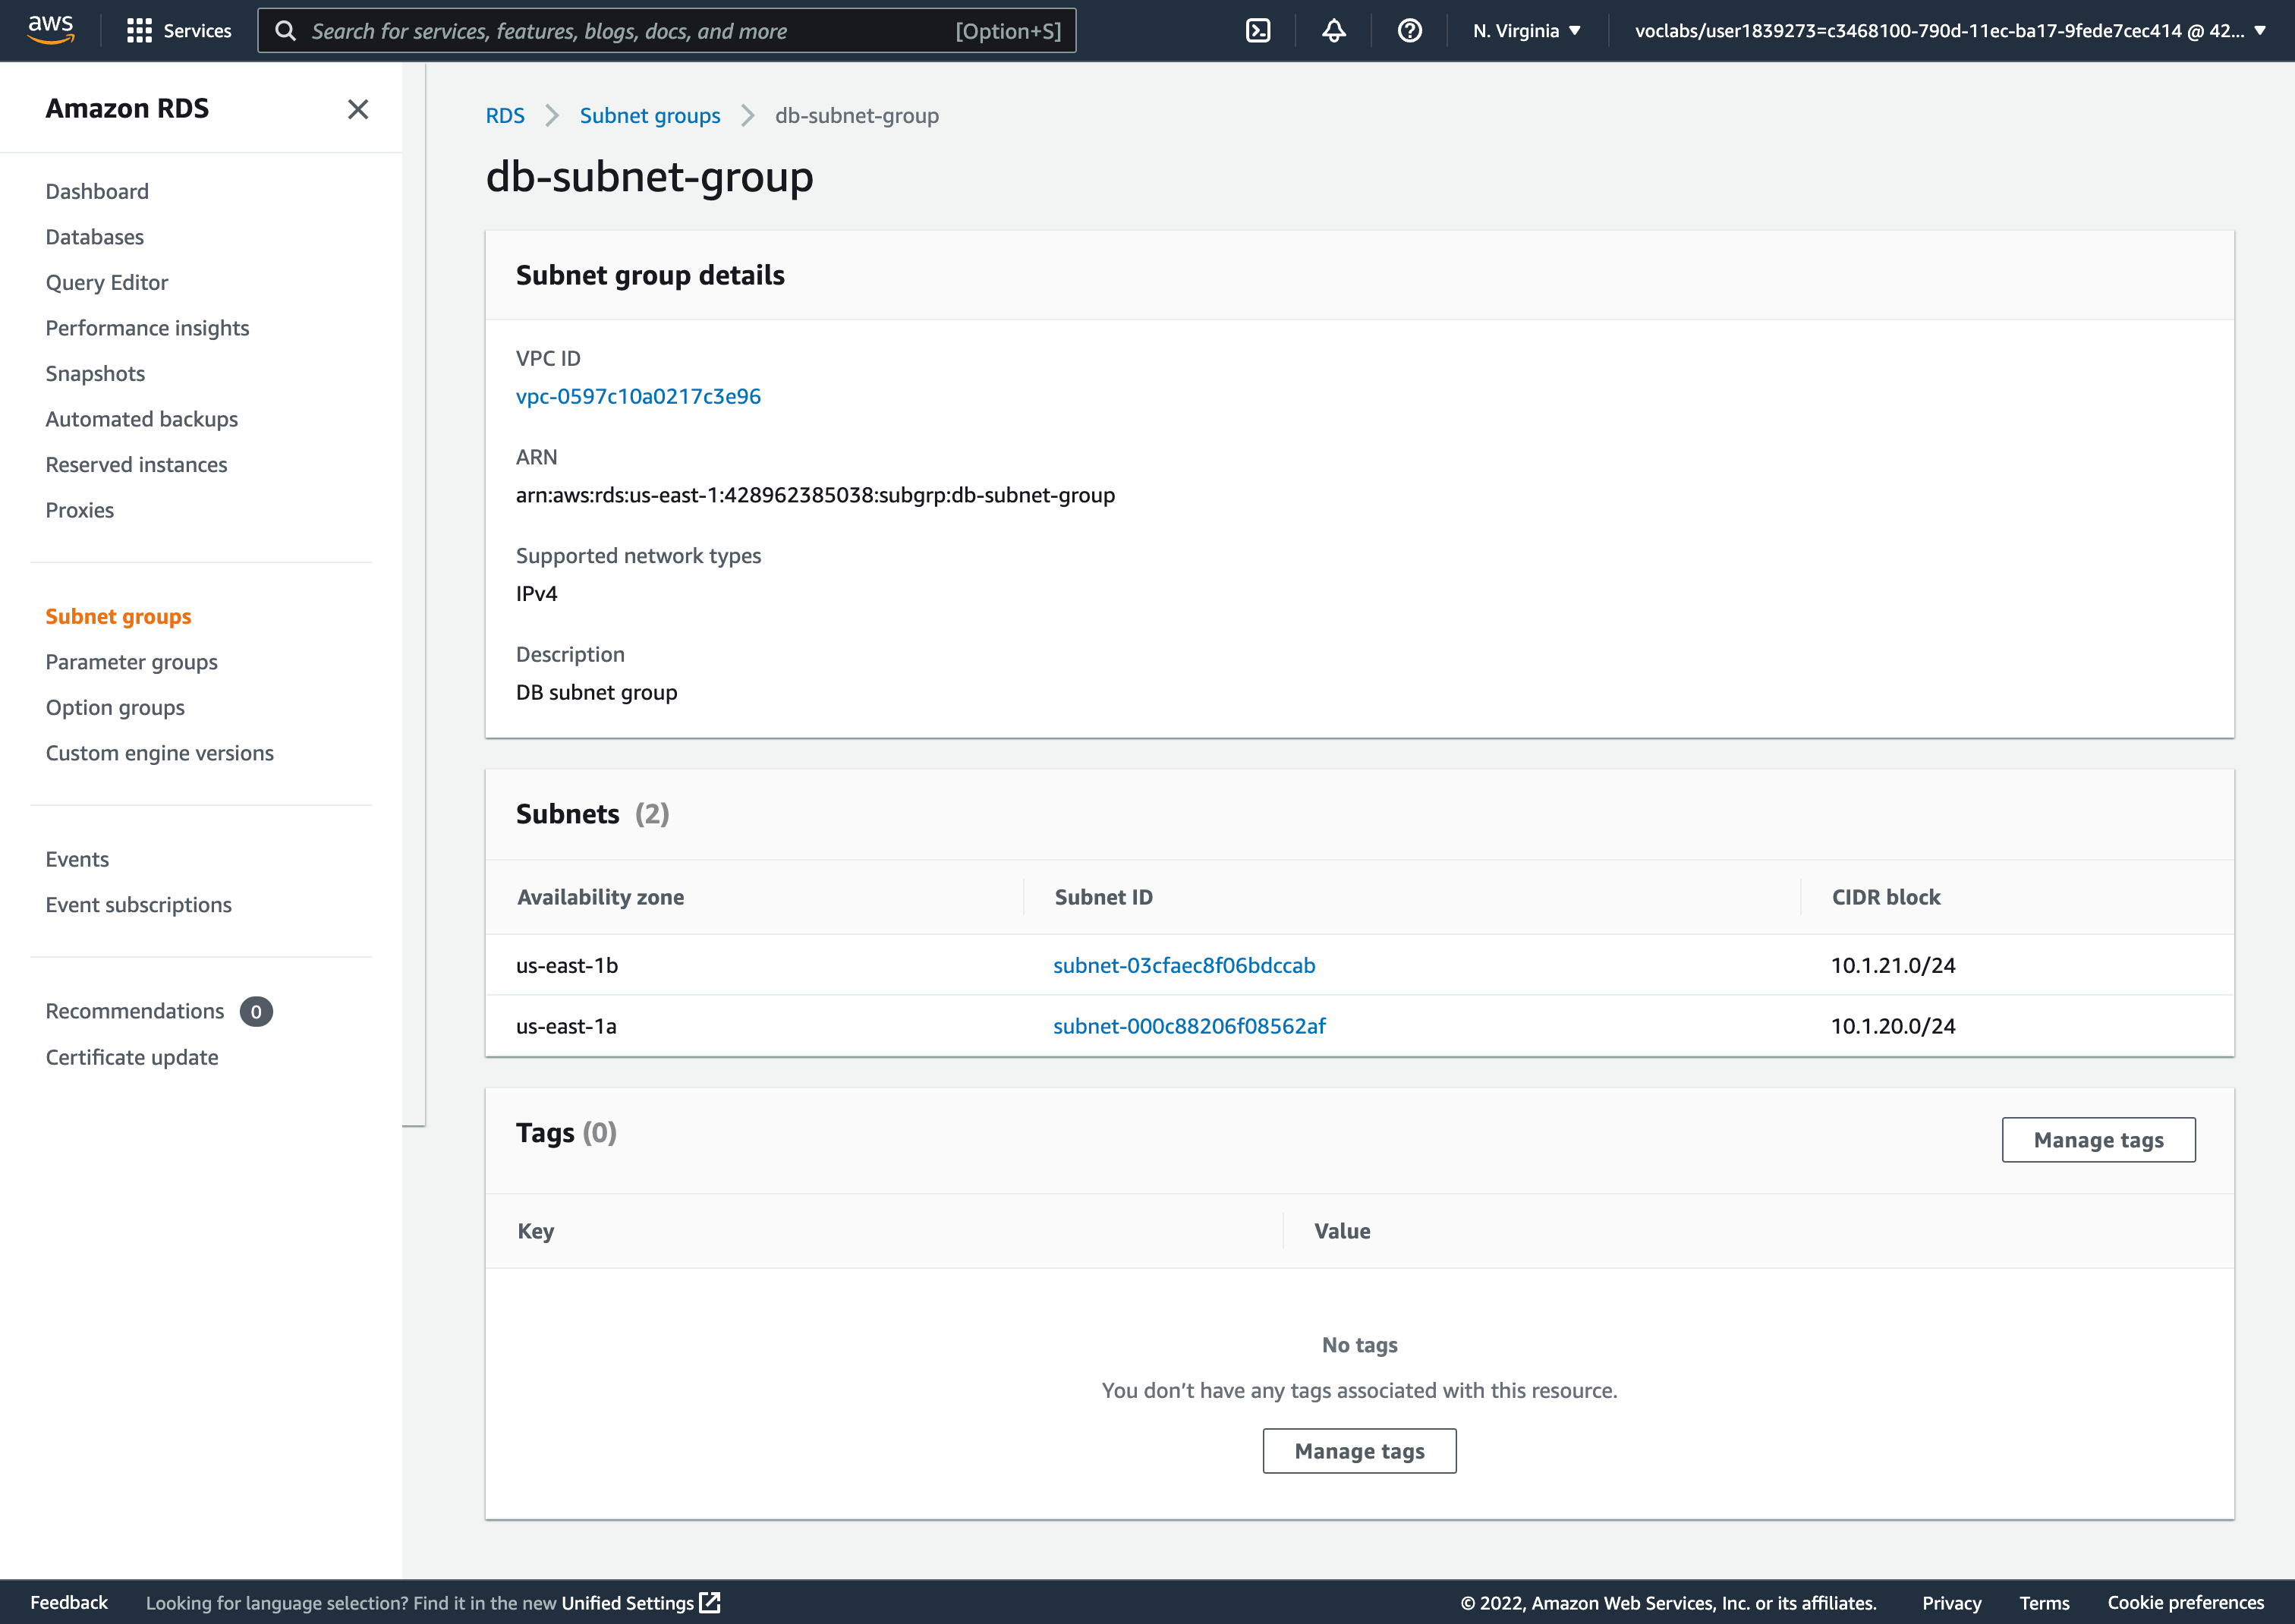 aws
Services
Search for services, features, blogs, docs, and more
[Option+S]
N. Virginia
voclabs/user1839273=c3468100-790d-11ec-ba17-9fede7cec414 @ 42...
Amazon RDS
Dashboard
Databases
Query Editor
Performance insights
Snapshots
Automated backups
Reserved instances
Proxies
Subnet groups
Parameter groups
Option groups
Custom engine versions
Events
Event subscriptions
Recommendations 0
Certificate update
RDS
Subnet groups
db-subnet-group
db-subnet-group
Subnet group details
VPC ID
vpc-0597c10a0217c3e96
ARN
arn:aws:rds:us-east-1:428962385038:subgrp:db-subnet-group
Supported network types
IPv4
Description
DB subnet group
Subnets (2)
Availability zone Subnet ID CIDR block
us-east-1b subnet-03cfaec8f06bdccab 10.1.21.0/24
us-east-1a subnet-000c88206f08562af 10.1.20.0/24
Tags (0)
Manage tags
Key Value
No tags
You don’t have any tags associated with this resource.
Manage tags
Feedback
Looking for language selection? Find it in the new Unified Settings
© 2022, Amazon Web Services, Inc. or its affiliates.
Privacy
Terms
Cookie preferences